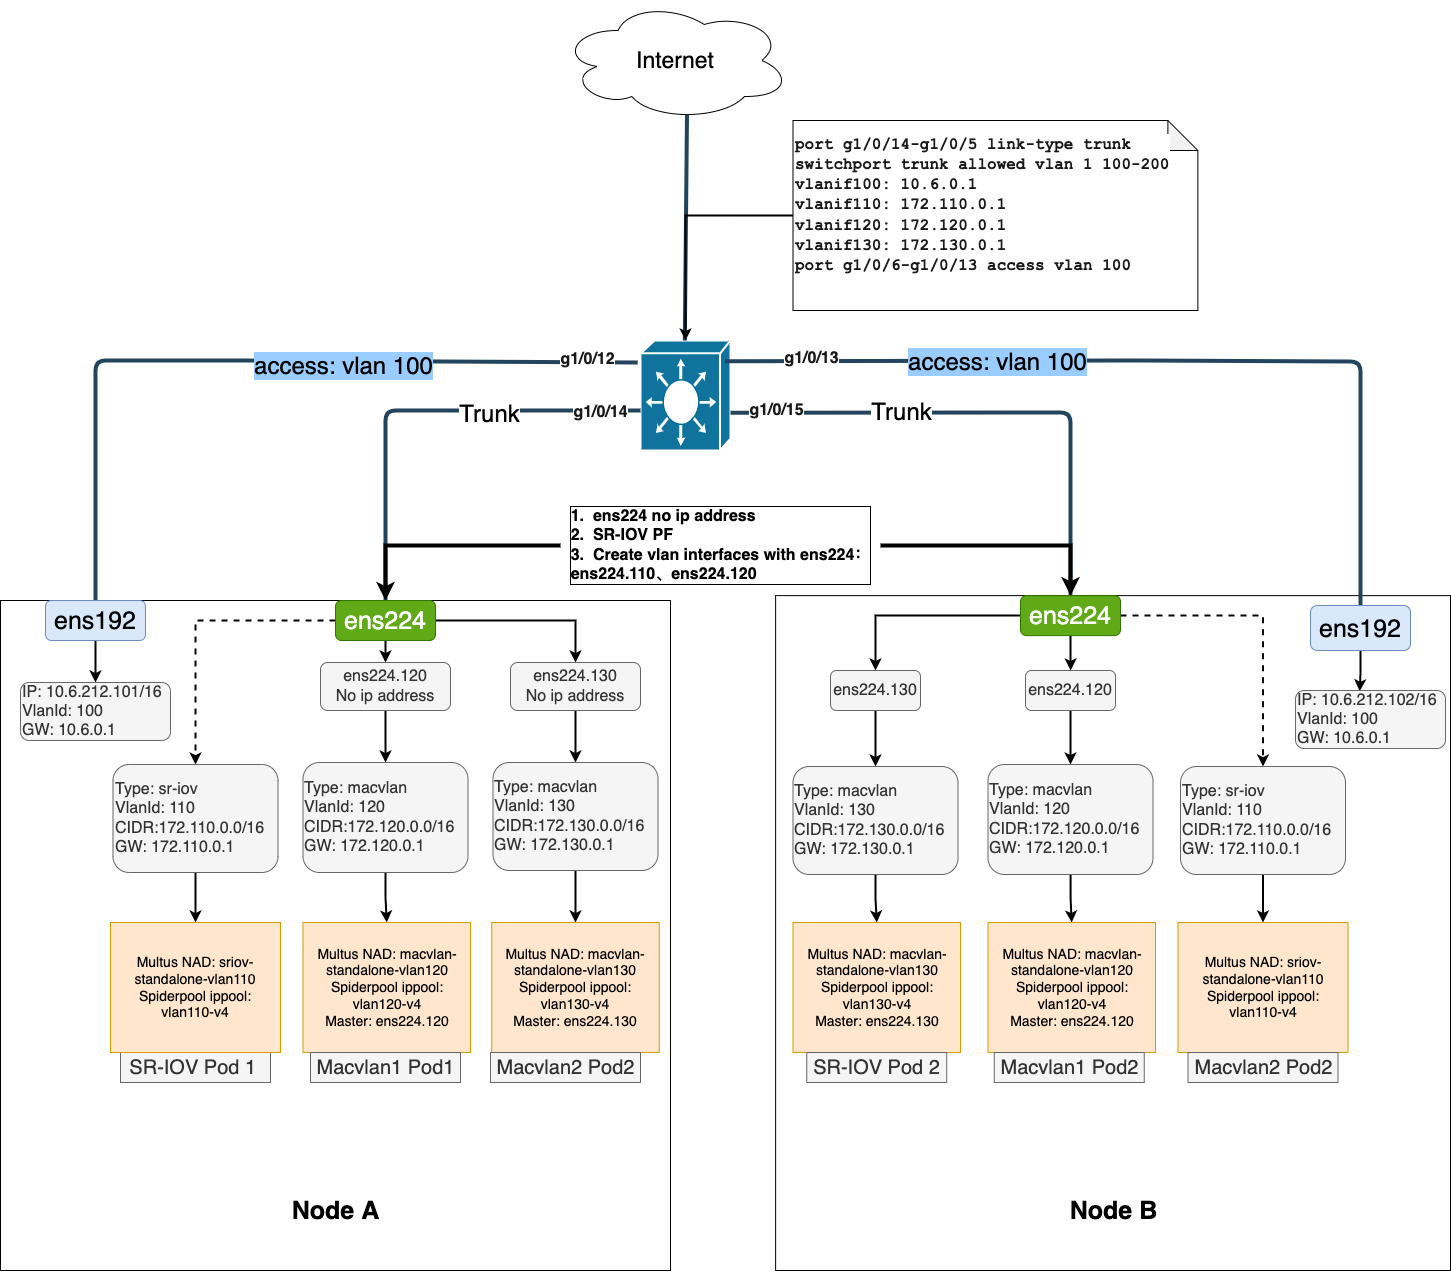 Internet
port g1/0/14-g1/0/5 link-type trunk
switchport trunk allowed vlan 1 100-200
vlanif100: 10.6.0.1
vlanif110: 172.110.0.1
vlanif120: 172.120.0.1
vlanif130: 172.130.0.1
port g1/0/6-g1/0/13 access vlan 100
access: vlan 100
g1/0/12
g1/0/13
access: vlan 100
Trunk
g1/0/14
g1/0/15
Trunk
1. ens224 no ip address
2. SR-IOV PF
3. Create vlan interfaces with ens224：
ens224.110、ens224.120
ens192
IP: 10.6.212.101/16
VlanId: 100
GW: 10.6.0.1
ens224
ens224.120
No ip address
ens224.130
No ip address
Type: sr-iov
VlanId: 110
CIDR:172.110.0.0/16
GW: 172.110.0.1
Type: macvlan
VlanId: 120
CIDR:172.120.0.0/16
GW: 172.120.0.1
Type: macvlan
VlanId: 130
CIDR:172.130.0.0/16
GW: 172.130.0.1
Multus NAD: sriov-
standalone-vlan110
Spiderpool ippool:
vlan110-v4
SR-IOV Pod 1
Multus NAD: macvlan-
standalone-vlan120
Spiderpool ippool:
vlan120-v4
Master: ens224.120
Macvlan1 Pod1
Multus NAD: macvlan-
standalone-vlan130
Spiderpool ippool:
vlan130-v4
Master: ens224.130
Macvlan2 Pod2
Node A
ens224
ens192
ens224.130
ens224.120
IP: 10.6.212.102/16
VlanId: 100
GW: 10.6.0.1
Type: macvlan
VlanId: 130
CIDR:172.130.0.0/16
GW: 172.130.0.1
Type: macvlan
VlanId: 120
CIDR:172.120.0.0/16
GW: 172.120.0.1
Type: sr-iov
VlanId: 110
CIDR:172.110.0.0/16
GW: 172.110.0.1
Multus NAD: macvlan-
standalone-vlan130
Spiderpool ippool:
vlan130-v4
Master: ens224.130
SR-IOV Pod 2
Multus NAD: macvlan-
standalone-vlan120
Spiderpool ippool:
vlan120-v4
Master: ens224.120
Macvlan1 Pod2
Multus NAD: sriov-
standalone-vlan110
Spiderpool ippool:
vlan110-v4
Macvlan2 Pod2
Node B